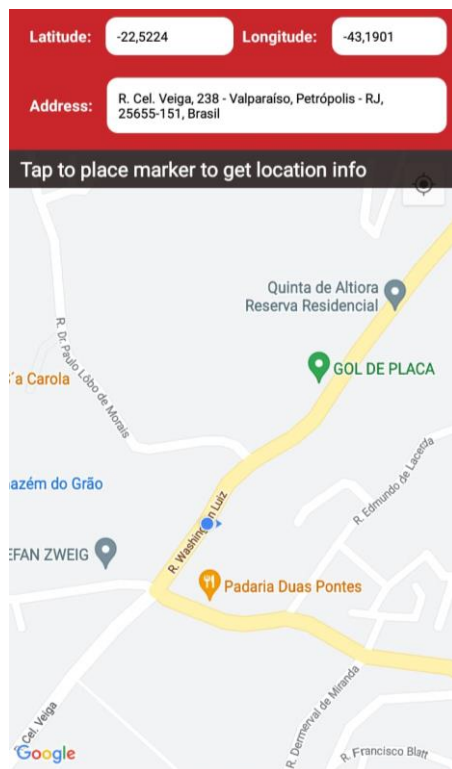 Latitude: -22,5224 Longitude: -43,1901
Address: R. Cel. Veiga, 238 - Valparaíso, Petrópolis - RJ,
25655-151, Brasil
Tap to place marker to get location info
Quinta de Altiora
Reserva Residencial
R. Dr. Paulo Lôbo de Morais
GOL DE PLACA
´a Carola
R. Edmundo de Lacerda
azém do Grão
R. Washington Luiz
EFAN ZWEIG
Padaria Duas Pontes
R. Dermerval de Miranda
Cel. Veiga
Google
R. Francisco Blatt